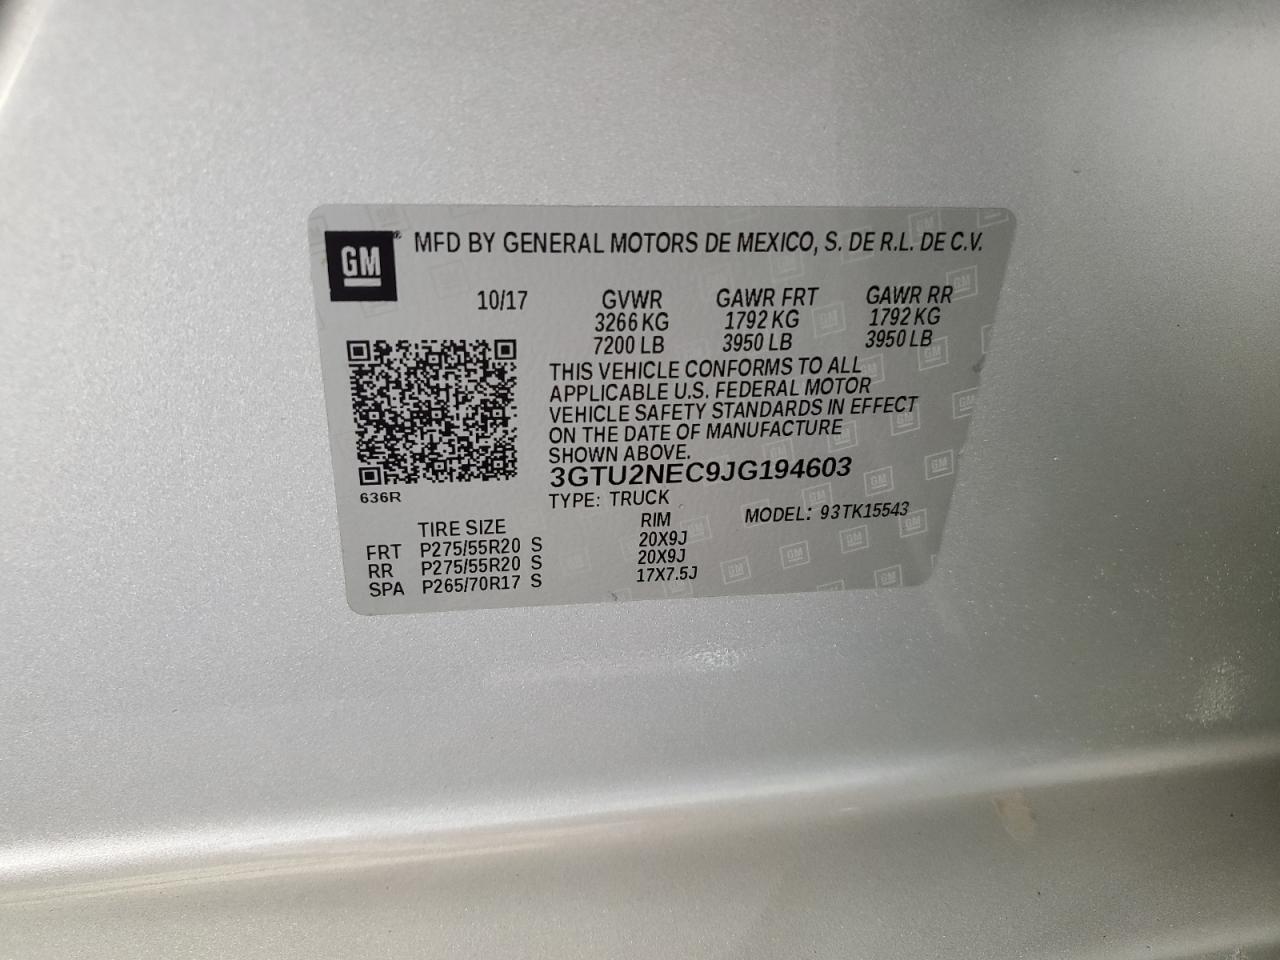 GM ® MFD BY GENERAL MOTORS DE MEXICO, S. DE R.L. DE C.V.
10/17 GVWR GAWR FRT GAWR RR
3266 KG 1792 KG 1792 KG
7200 LB 3950 LB 3950 LB
THIS VEHICLE CONFORMS TO ALL
APPLICABLE U.S. FEDERAL MOTOR
VEHICLE SAFETY STANDARDS IN EFFECT
ON THE DATE OF MANUFACTURE
SHOWN ABOVE.
3GTU2NEC9JG194603
636R
TYPE: TRUCK
MODEL: 93TK15543
TIRE SIZE RIM
FRT P275/55R20 S 20X9J
RR P275/55R20 S 20X9J
SPA P265/70R17 S 17X7.5J